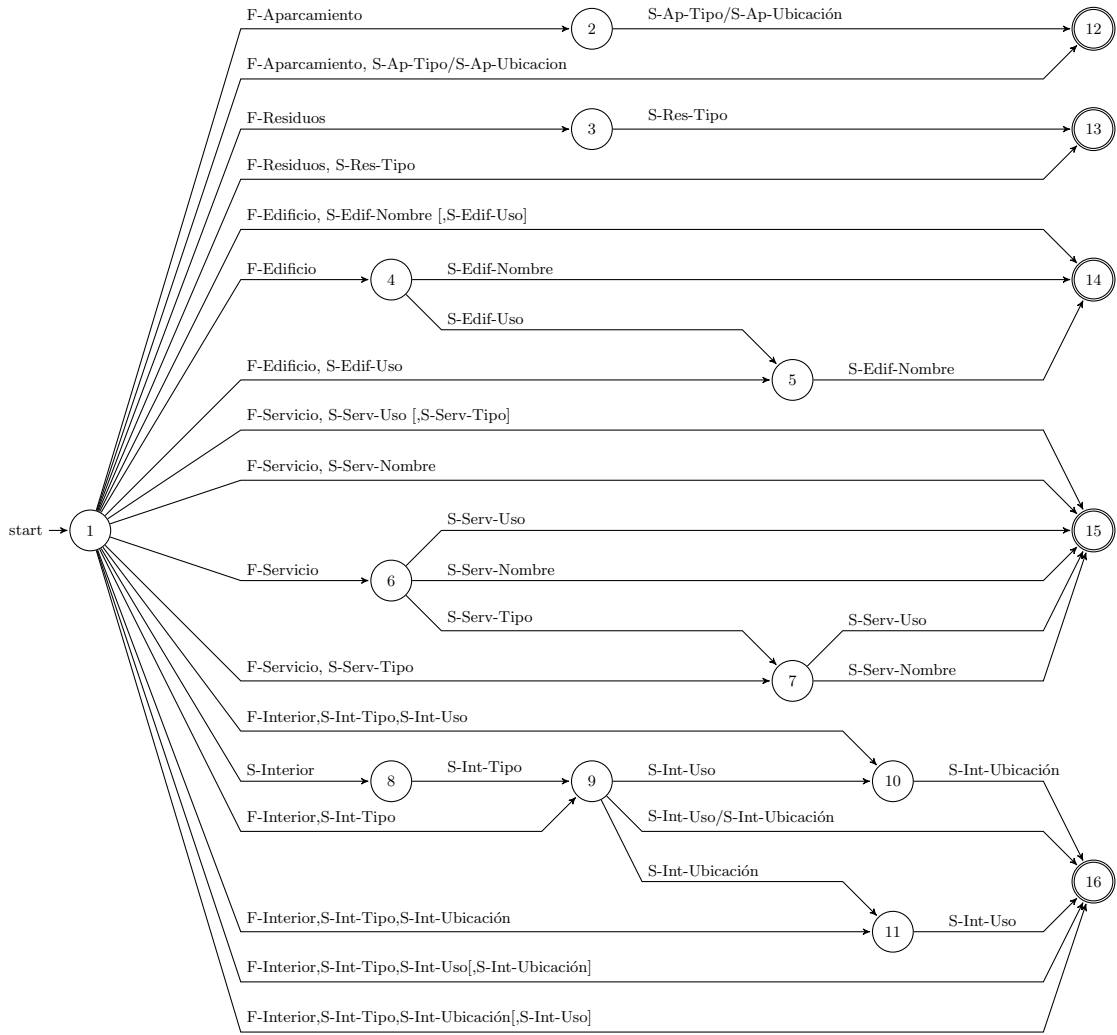 F-Aparcamiento
2
S-Ap-Tipo/S-Ap-Ubicación
12
F-Aparcamiento, S-Ap-Tipo/S-Ap-Ubicacion
F-Residuos
3
S-Res-Tipo
13
F-Residuos, S-Res-Tipo
F-Edificio, S-Edif-Nombre [,S-Edif-Uso]
F-Edificio
4
S-Edif-Nombre
14
S-Edif-Uso
F-Edificio, S-Edif-Uso
5
S-Edif-Nombre
F-Servicio, S-Serv-Uso [,S-Serv-Tipo]
F-Servicio, S-Serv-Nombre
start
1
S-Serv-Uso
15
F-Servicio
6
S-Serv-Nombre
S-Serv-Tipo
S-Serv-Uso
F-Servicio, S-Serv-Tipo
7
S-Serv-Nombre
F-Interior,S-Int-Tipo,S-Int-Uso
S-Interior
8
S-Int-Tipo
9
S-Int-Uso
10
S-Int-Ubicación
F-Interior,S-Int-Tipo
S-Int-Uso/S-Int-Ubicación
S-Int-Ubicación
16
F-Interior,S-Int-Tipo,S-Int-Ubicación
11
S-Int-Uso
F-Interior,S-Int-Tipo,S-Int-Uso[,S-Int-Ubicación]
F-Interior,S-Int-Tipo,S-Int-Ubicación[,S-Int-Uso]